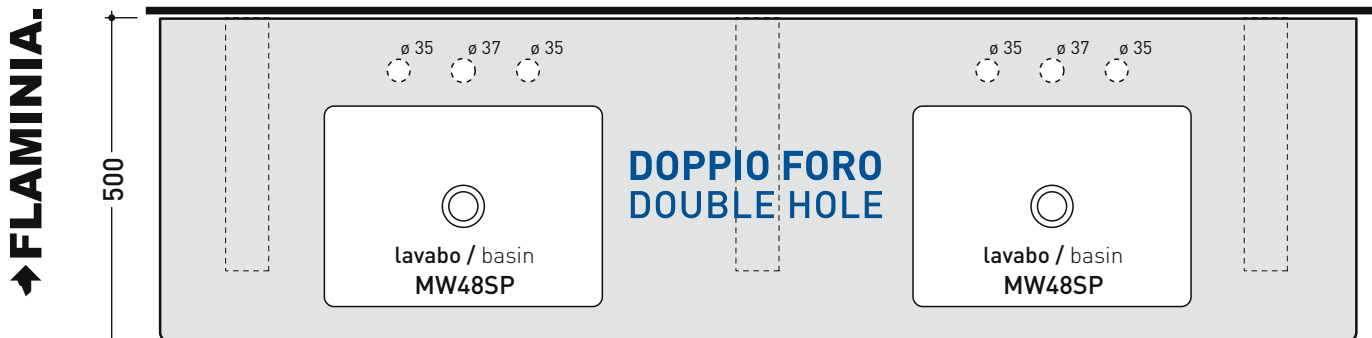 FLAMINIA.
500
ø 35 ø 37 ø 35
ø 35 ø 37 ø 35
DOPPIO FORO
DOUBLE HOLE
lavabo / basin
MW48SP
lavabo / basin
MW48SP